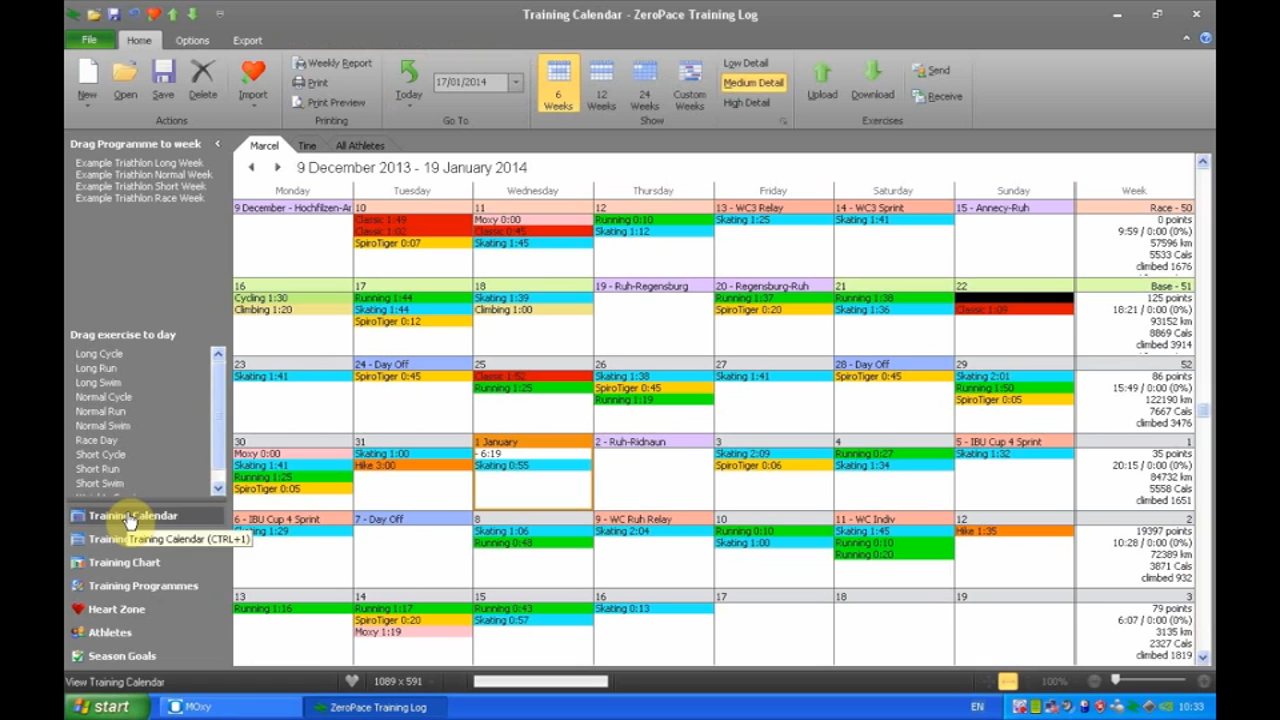 Training Calendar - ZeroPace Training Log
File Home Options Export
New Open Save Delete Import
Weekly Report
Print
Print Preview
Today 17/01/2014
6 Weeks 12 Weeks 24 Weeks Custom Weeks
Low Detail
Medium Detail
High Detail
Upload Download
Send
Receive
Actions Printing Go To Show Exercises
Drag Programme to week
Example Triathlon Long Week
Example Triathlon Normal Week
Example Triathlon Short Week
Example Triathlon Race Week
Drag exercise to day
Long Cycle
Long Run
Long Swim
Normal Cycle
Normal Run
Normal Swim
Race Day
Short Cycle
Short Run
Short Swim
Training Calendar
Training Training Calendar (CTRL+1)
Training Chart
Training Programmes
Heart Zone
Athletes
Season Goals
Marcel Tine All Athletes
9 December 2013 - 19 January 2014
Monday Tuesday Wednesday Thursday Friday Saturday Sunday Week
9 December - Hochfilzen-Ar 10 11 12 13 - WC3 Relay 14 - WC3 Sprint 15 - Annecy-Ruh Race - 50
Classic 1:49 Moxy 0:00 Running 0:10 Skating 1:25 Skating 1:41 0 points
Classic 1:02 Classic 0:45 Skating 1:12 9:59 / 0:00 (0%)
SpiroTiger 0:07 Skating 1:45 57596 km
5533 Cals
climbed 1676
16 17 18 19 - Ruh-Regensburg 20 - Regensburg-Ruh 21 22 Base - 51
Cycling 1:30 Running 1:44 Skating 1:39 Running 1:37 Running 1:38 125 points
Climbing 1:20 Skating 1:44 Climbing 1:00 SpiroTiger 0:20 Skating 1:36 Classic 1:09 18:21 / 0:00 (0%)
SpiroTiger 0:12 93152 km
8869 Cals
climbed 3914
23 24 - Day Off 25 26 27 28 - Day Off 29 52
Skating 1:41 SpiroTiger 0:45 Classic 1:52 Skating 1:38 Skating 1:41 SpiroTiger 0:45 Skating 2:01 86 points
Running 1:25 SpiroTiger 0:45 Running 1:50 15:49 / 0:00 (0%)
Running 1:19 SpiroTiger 0:05 122190 km
7667 Cals
climbed 3476
30 31 1 January 2 - Ruh-Ridnaun 3 4 5 - IBU Cup 4 Sprint 1
Moxy 0:00 Skating 1:00 - 6:19 Skating 2:09 Running 0:27 Skating 1:32 35 points
Skating 1:41 Hike 3:00 Skating 0:55 SpiroTiger 0:06 Skating 1:34 20:15 / 0:00 (0%)
Running 1:25 84732 km
SpiroTiger 0:05 5558 Cals
climbed 1651
6 - IBU Cup 4 Sprint 7 - Day Off 8 9 - WC Ruh Relay 10 11 - WC Indiv 12 2
ting 1:29 Skating 1:06 Skating 2:04 Running 0:10 Skating 1:45 Hike 1:35 19397 points
Running 0:48 Skating 1:00 Running 0:10 10:28 / 0:00 (0%)
Running 0:20 72389 km
3871 Cals
climbed 932
13 14 15 16 17 18 19 3
Running 1:16 Running 1:17 Running 0:43 Skating 0:13 79 points
SpiroTiger 0:20 Skating 0:57 6:07 / 0:00 (0%)
Moxy 1:19 3135 km
2327 Cals
climbed 1819
View Training Calendar 1089 x 591 100%
start MOxy ZeroPace Training Log EN 10:33